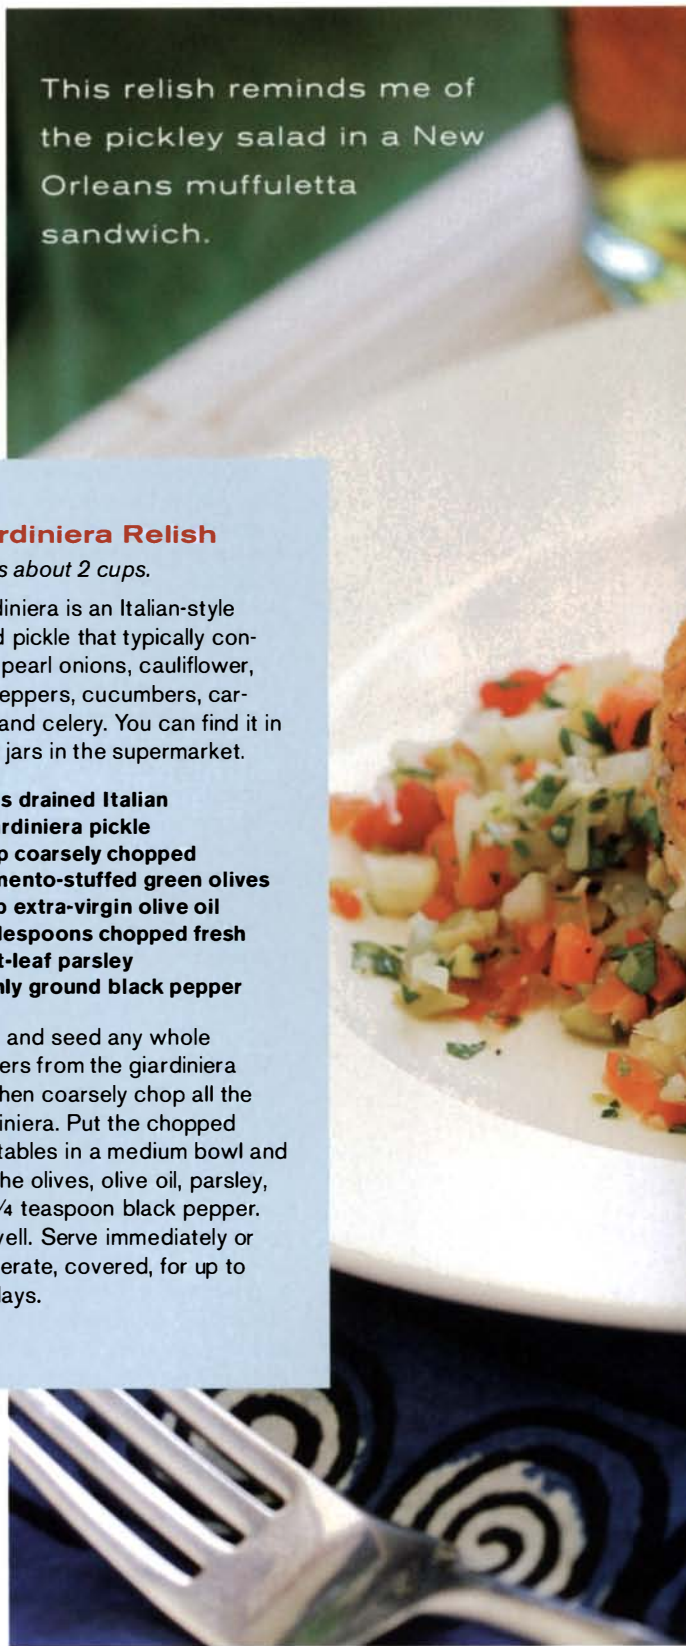 This relish reminds me of
the pickley salad in a New
Orleans muffuletta
sandwich.
rdiniera Relish
s about 2 cups.
diniera is an Italian-style
d pickle that typically con-
pearl onions, cauliflower,
eppers, cucumbers, car-
and celery. You can find it in
jars in the supermarket.
s drained Italian
rdiniera pickle
p coarsely chopped
mento-stuffed green olives
p extra-virgin olive oil
lespoons chopped fresh
t-leaf parsley
nly ground black pepper
and seed any whole
ers from the giardiniera
hen coarsely chop all the
iniera. Put the chopped
tables in a medium bowl and
he olives, olive oil, parsley,
¼ teaspoon black pepper.
vell. Serve immediately or
erate, covered, for up to
lays.